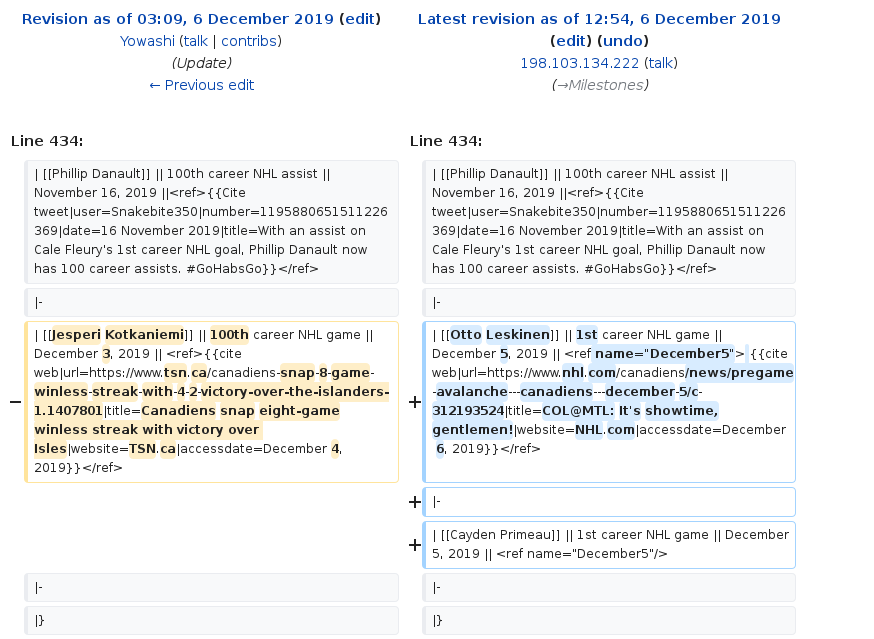 Revision as of 03:09, 6 December 2019 (edit)
Yowashi (talk | contribs)
(Update)
← Previous edit
Latest revision as of 12:54, 6 December 2019
(edit) (undo)
198.103.134.222 (talk)
(→Milestones)
Line 434:
Line 434:
| [[Phillip Danault]] || 100th career NHL assist ||
November 16, 2019 ||<ref>{{Cite
tweet|user=Snakebite350|number=1195880651511226
369|date=16 November 2019|title=With an assist on
Cale Fleury's 1st career NHL goal, Phillip Danault now
has 100 career assists. #GoHabsGo}}</ref>
| [[Phillip Danault]] || 100th career NHL assist ||
November 16, 2019 ||<ref>{{Cite
tweet|user=Snakebite350|number=1195880651511226
369|date=16 November 2019|title=With an assist on
Cale Fleury's 1st career NHL goal, Phillip Danault now
has 100 career assists. #GoHabsGo}}</ref>
|-
|-
−
| [[Jesperi Kotkaniemi]] || 100th career NHL game ||
December 3, 2019 || <ref>{{cite
web|url=https://www.tsn.ca/canadiens-snap-8-game-
winless-streak-with-4-2-victory-over-the-islanders-
1.1407801|title=Canadiens snap eight-game
winless streak with victory over
Isles|website=TSN.ca|accessdate=December 4,
2019}}</ref>
+
| [[Otto Leskinen]] || 1st career NHL game ||
December 5, 2019 || <ref name="December5"> {{cite
web|url=https://www.nhl.com/canadiens/news/pregame
-avalanche---canadiens---december-5/c-
312193524|title=COL@MTL: It's showtime,
gentlemen!|website=NHL.com|accessdate=December
6, 2019}}</ref>
+
|-
+
| [[Cayden Primeau]] || 1st career NHL game || December
5, 2019 || <ref name="December5"/>
|-
|-
|}
|}